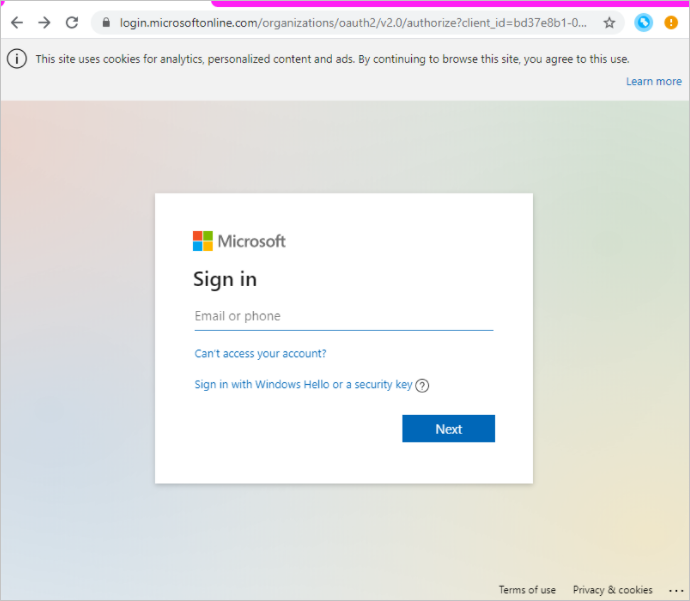 login.microsoftonline.com/organizations/oauth2/v2.0/authorize?client_id=bd37e8b1-0...
This site uses cookies for analytics, personalized content and ads. By continuing to browse this site, you agree to this use.
Learn more
Microsoft
Sign in
Email or phone
Can't access your account?
Sign in with Windows Hello or a security key
Next
Terms of use Privacy & cookies ...